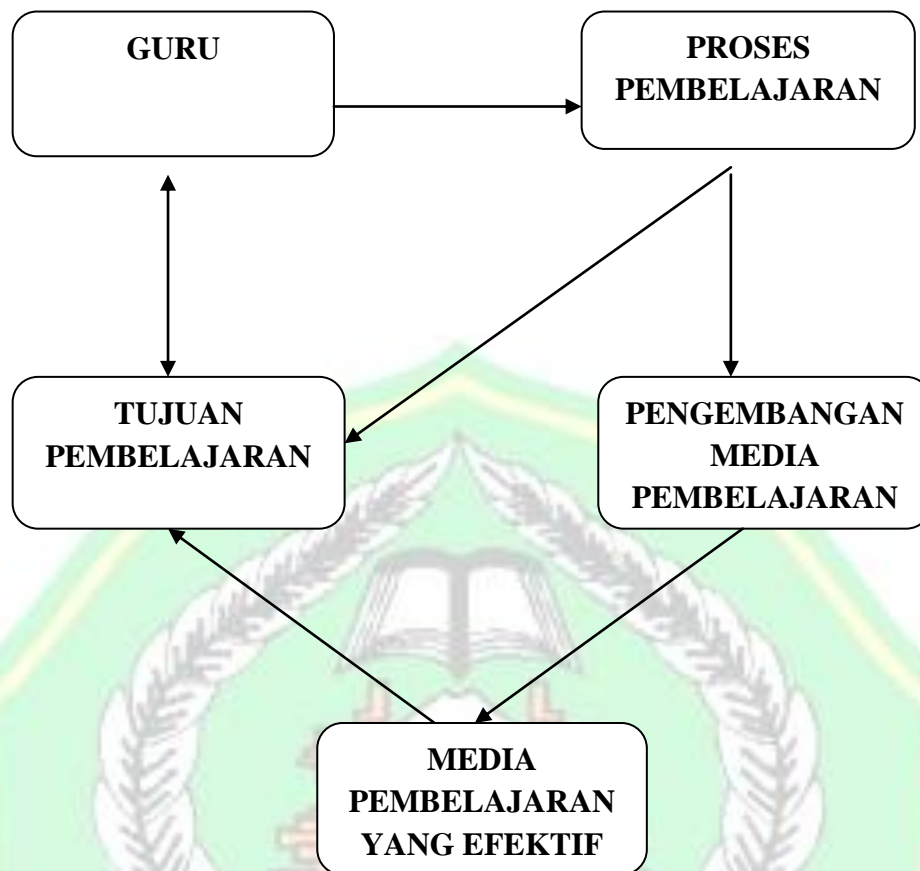 GURU
PROSES
PEMBELAJARAN
TUJUAN
PEMBELAJARAN
PENGEMBANGAN
MEDIA
PEMBELAJARAN
MEDIA
PEMBELAJARAN
YANG EFEKTIF